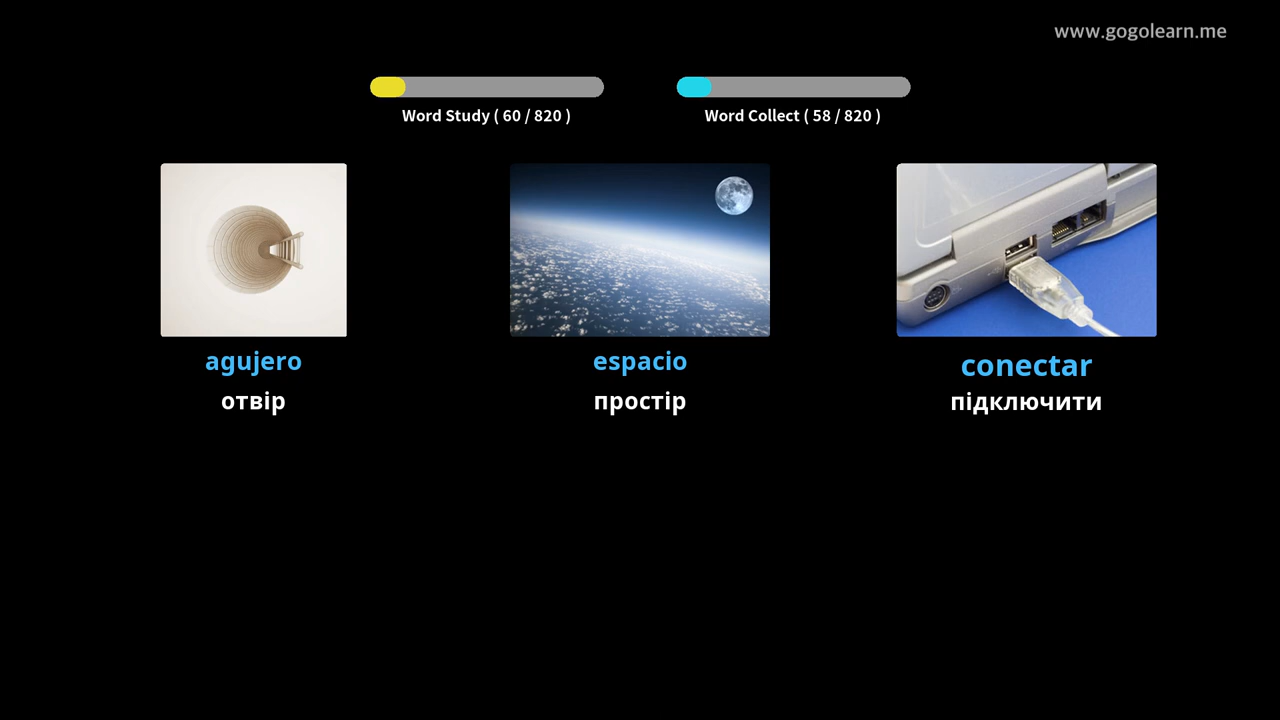 www.gogolearn.me
Word Study ( 60 / 820 )
Word Collect ( 58 / 820 )
agujero
espacio
conectar
отвір
простір
підключити